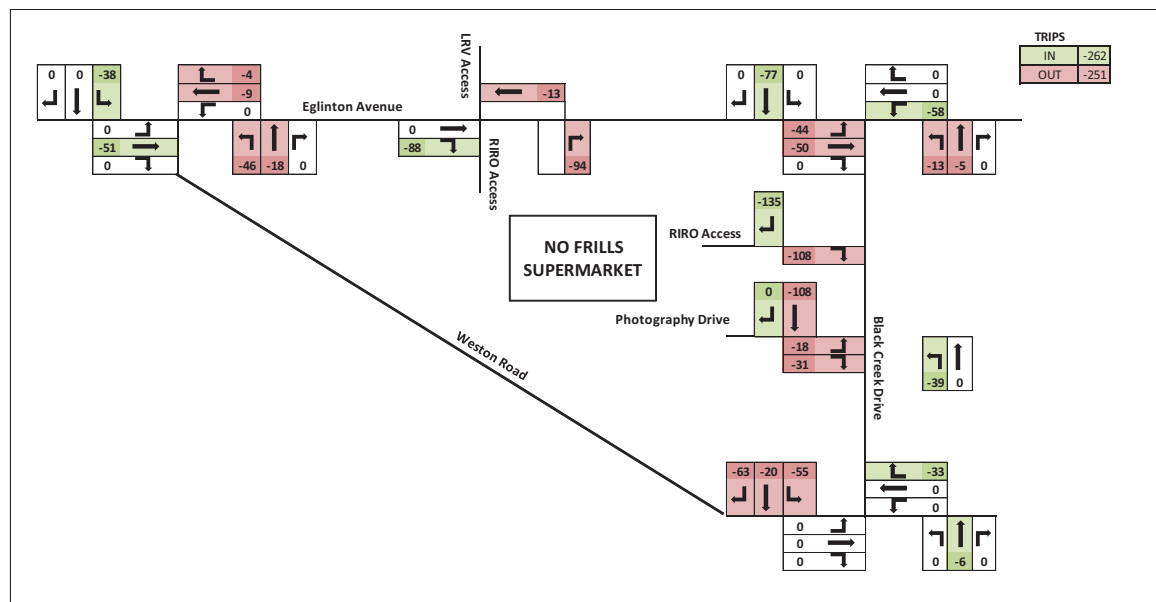 TRIPS
IN -262
OUT -251
0 0 -38
-4
-9
0
LRV Access
-13
0 -77 0
0
0
-58
Eglinton Avenue
0
-51
0
-46 -18 0
0
-88
RIRO Access
-94
-44
-50
0
-13 -5 0
-135
RIRO Access
-108
NO FRILLS
SUPERMARKET
0 -108
Photography Drive
-18
-31
Black Creek Drive
-39 0
Weston Road
-63 -20 -55
-33
0
0
0
0
0
0 -6 0